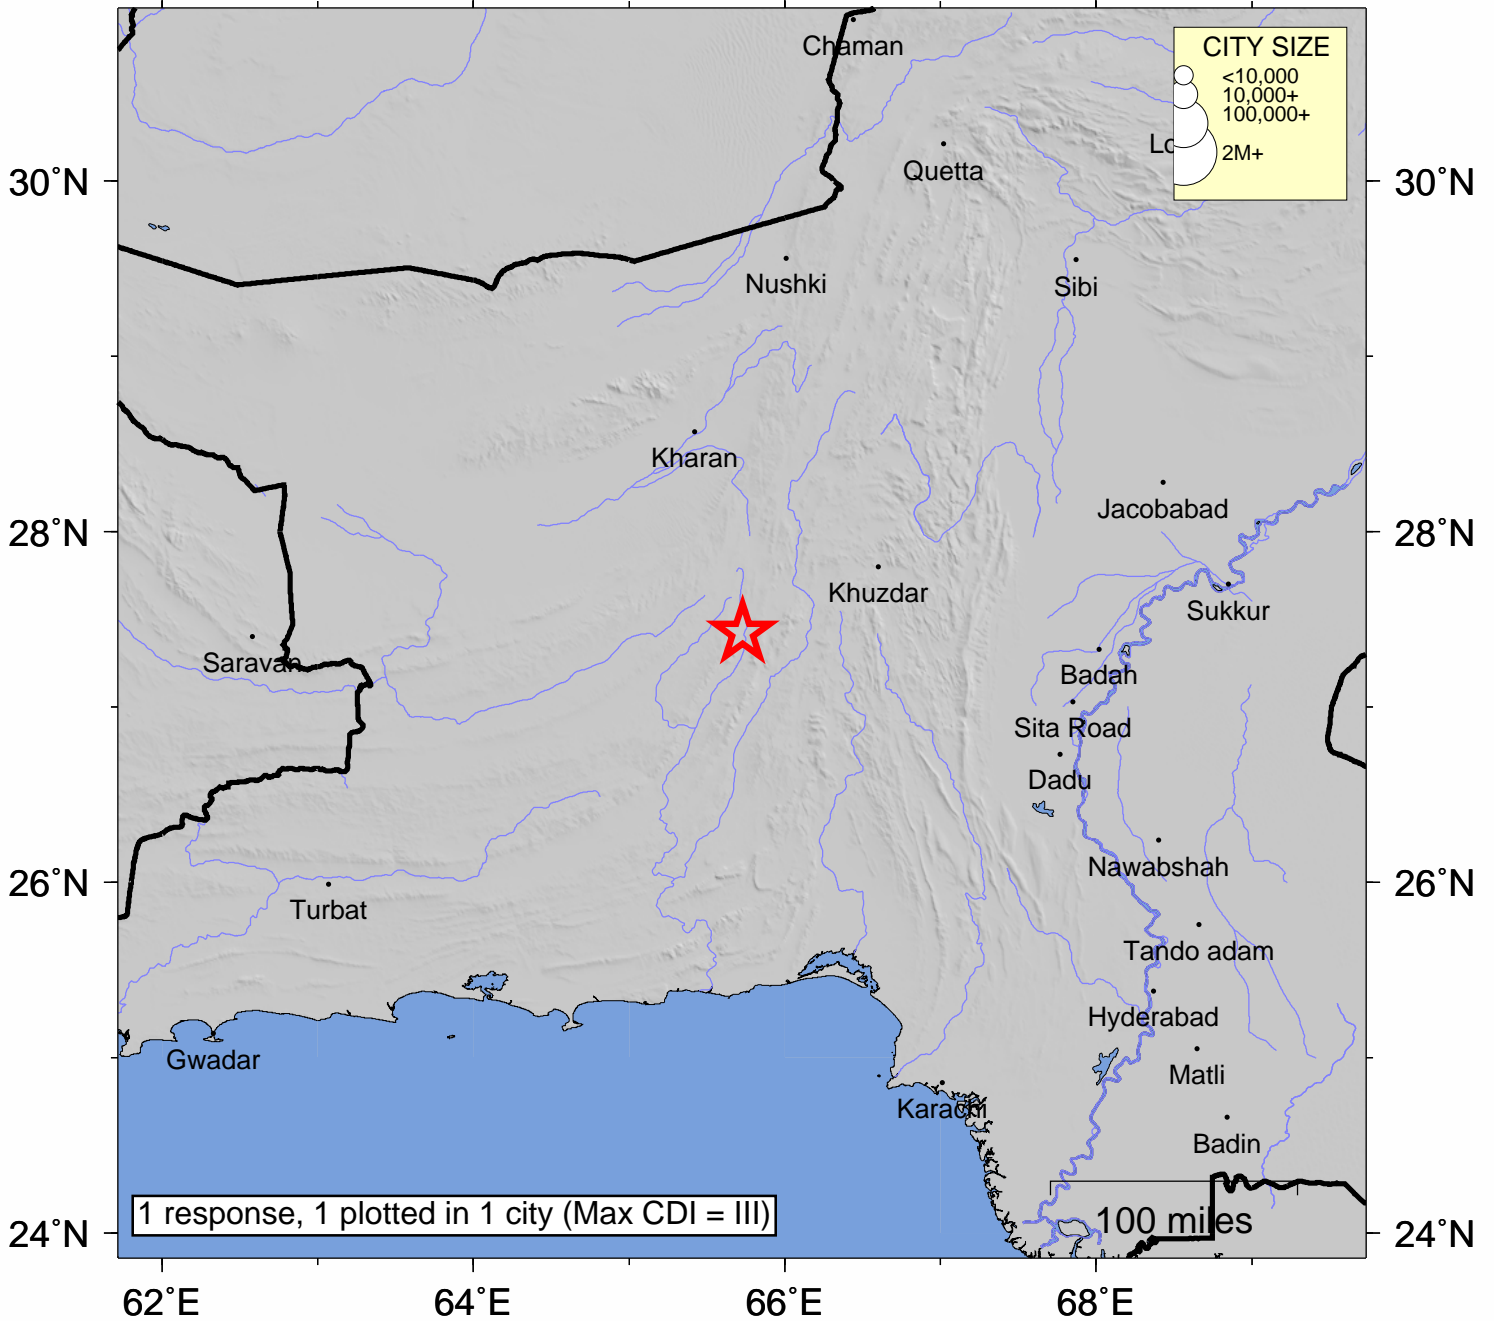 Chaman
CITY SIZE
<10,000
10,000+
100,000+
2M+
Quetta
30°N
30°N
Nushki
Sibi
Kharan
Jacobabad
28°N
28°N
Khuzdar
Sukkur
Saravan
Badah
Sita Road
Dadu
Nawabshah
26°N
26°N
Turbat
Tando adam
Hyderabad
Gwadar
Matli
Karachi
Badin
1 response, 1 plotted in 1 city (Max CDI = III)
100 miles
24°N
24°N
62°E
64°E
66°E
68°E